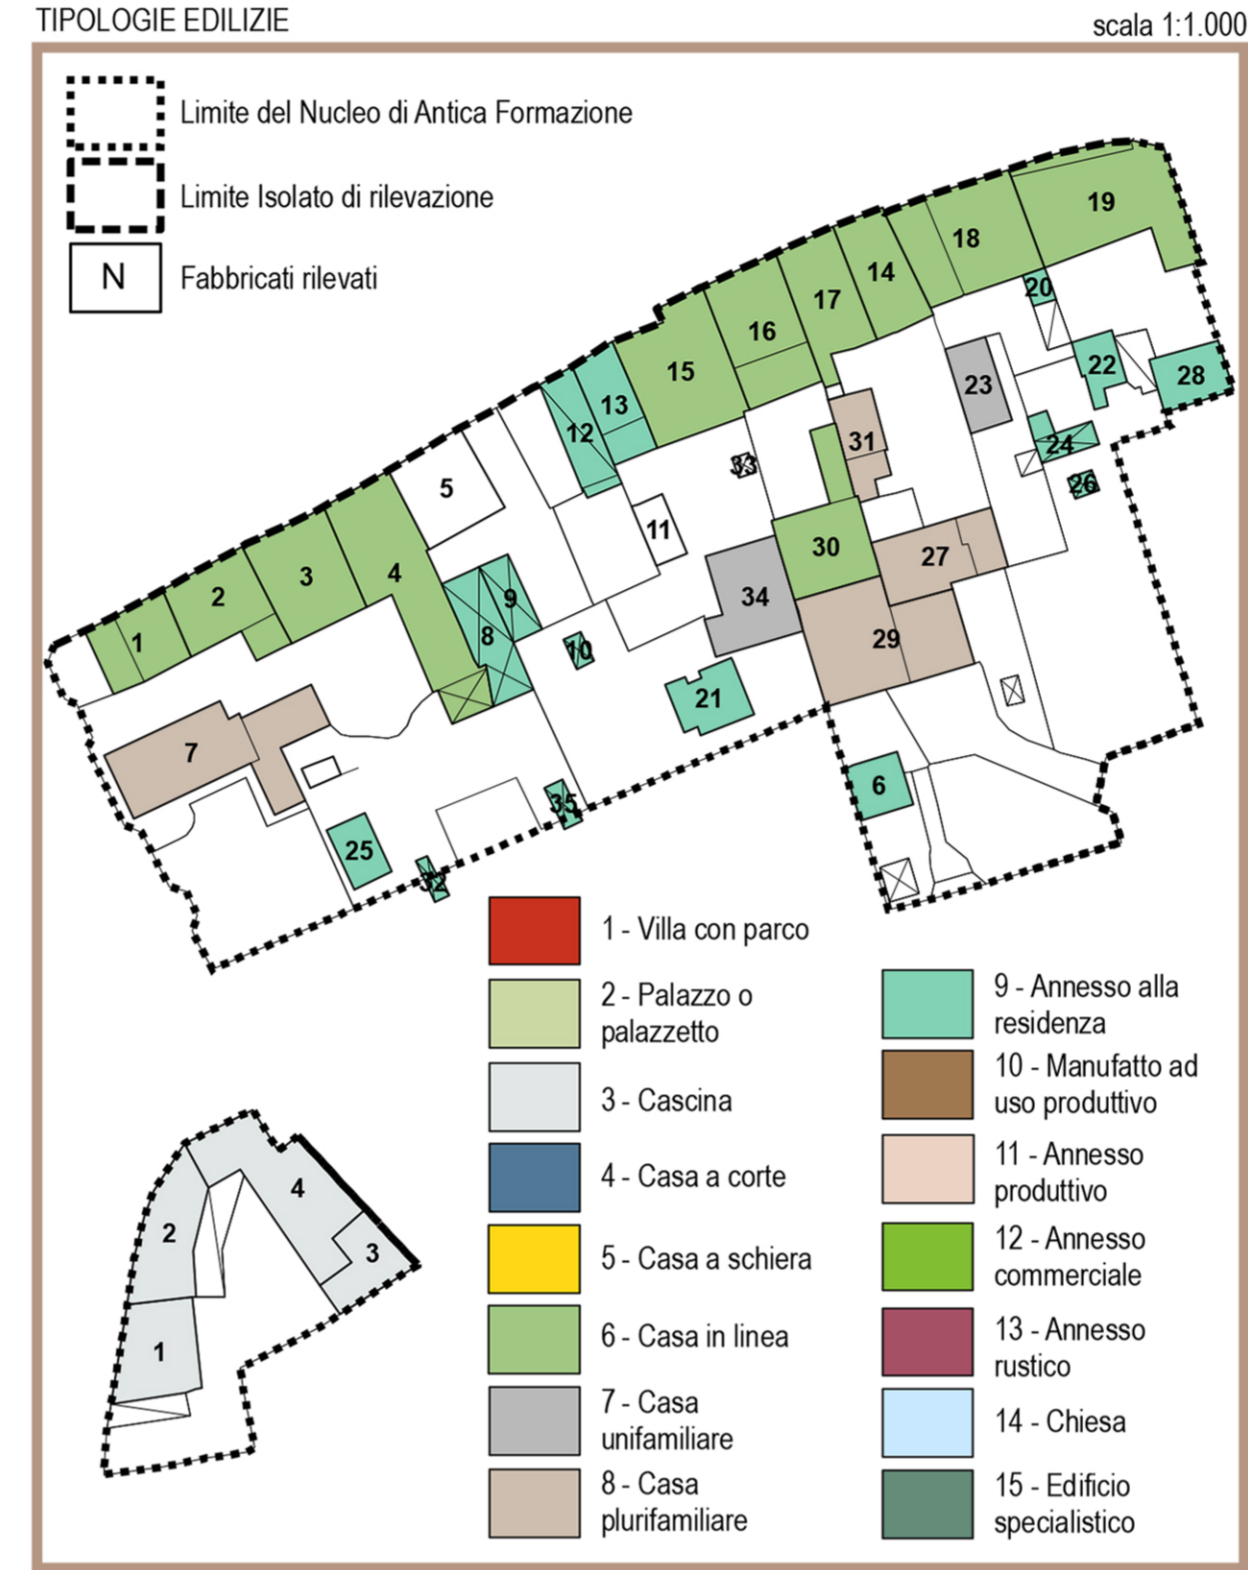 TIPOLOGIE EDILIZIE
scala 1:1.000
Limite del Nucleo di Antica Formazione
Limite Isolato di rilevazione
N
Fabbricati rilevati
19
18
14
17
16
15
20
22
28
23
13
12
31
24
33
26
5
11
30
27
34
29
4
3
2
1
9
8
10
21
7
6
35
25
32
1 - Villa con parco
2 - Palazzo o
palazzetto
3 - Cascina
4 - Casa a corte
5 - Casa a schiera
6 - Casa in linea
7 - Casa
unifamiliare
8 - Casa
plurifamiliare
9 - Annesso alla
residenza
10 - Manufatto ad
uso produttivo
11 - Annesso
produttivo
12 - Annesso
commerciale
13 - Annesso
rustico
14 - Chiesa
15 - Edificio
specialistico
4
2
3
1